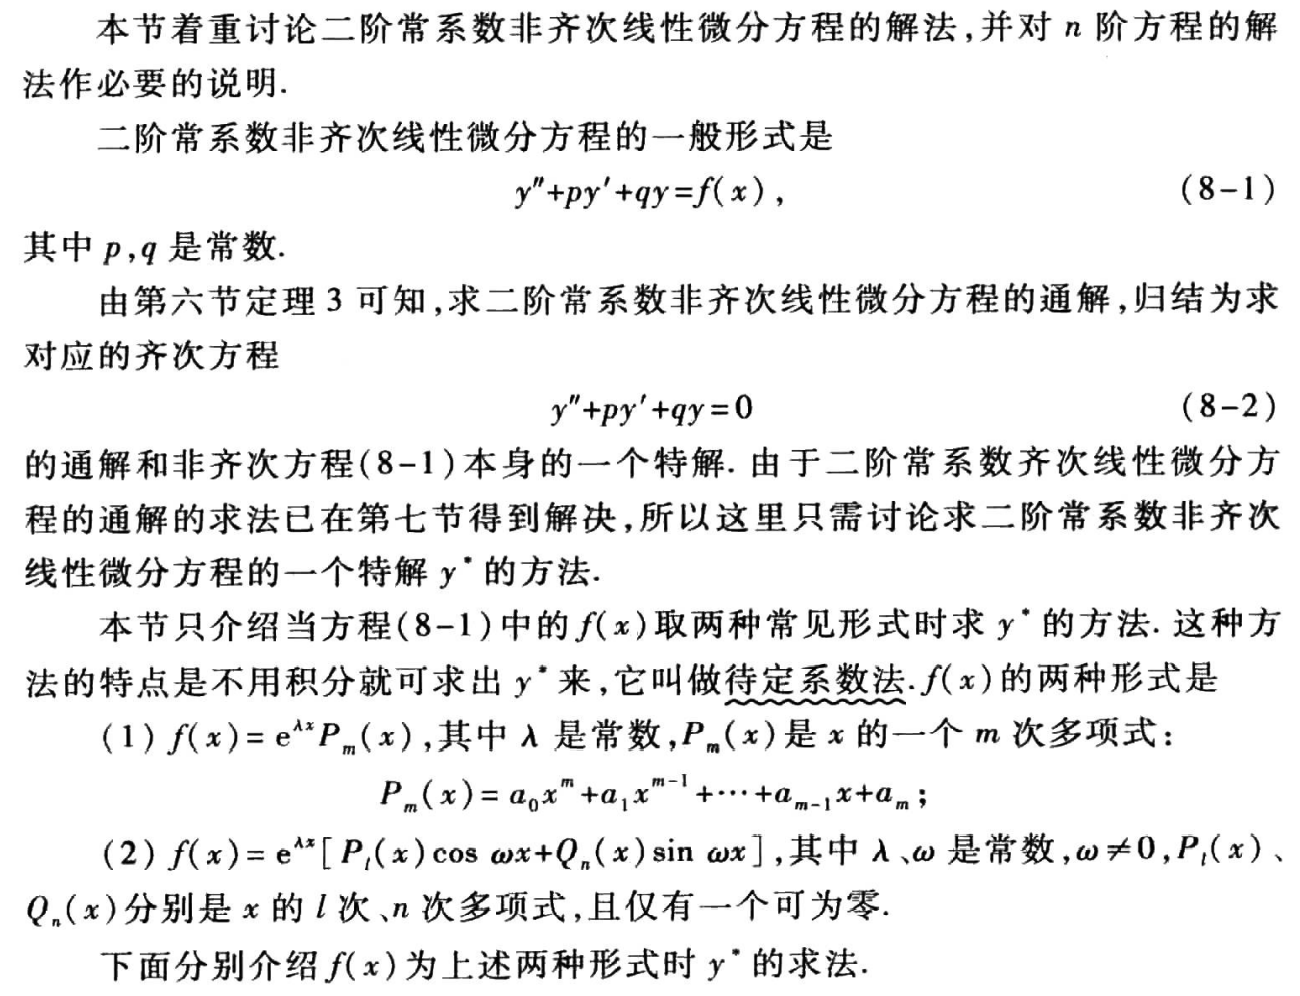 本节着重讨论二阶常系数非齐次线性微分方程的解法,并对 n 阶方程的解
法作必要的说明.
二阶常系数非齐次线性微分方程的一般形式是
y″+py′+qy=f(x), (8-1)
其中 p,q 是常数.
由第六节定理 3 可知,求二阶常系数非齐次线性微分方程的通解,归结为求
对应的齐次方程
y″+py′+qy=0 (8-2)
的通解和非齐次方程(8-1)本身的一个特解. 由于二阶常系数齐次线性微分方
程的通解的求法已在第七节得到解决,所以这里只需讨论求二阶常系数非齐次
线性微分方程的一个特解 y* 的方法.
本节只介绍当方程(8-1)中的 f(x)取两种常见形式时求 y* 的方法. 这种方
法的特点是不用积分就可求出 y* 来,它叫做待定系数法. f(x)的两种形式是
(1) f(x)= e^{λx}P_m(x),其中 λ 是常数,P_m(x)是 x 的一个 m 次多项式:
P_m(x)= a_0x^m+a_1x^{m-1}+⋯+a_{m-1}x+a_m;
(2) f(x)= e^{λx}[P_l(x)cos ωx+Q_n(x)sin ωx],其中 λ、ω 是常数,ω≠0,P_l(x)、
Q_n(x)分别是 x 的 l 次、n 次多项式,且仅有一个可为零.
下面分别介绍 f(x)为上述两种形式时 y* 的求法.